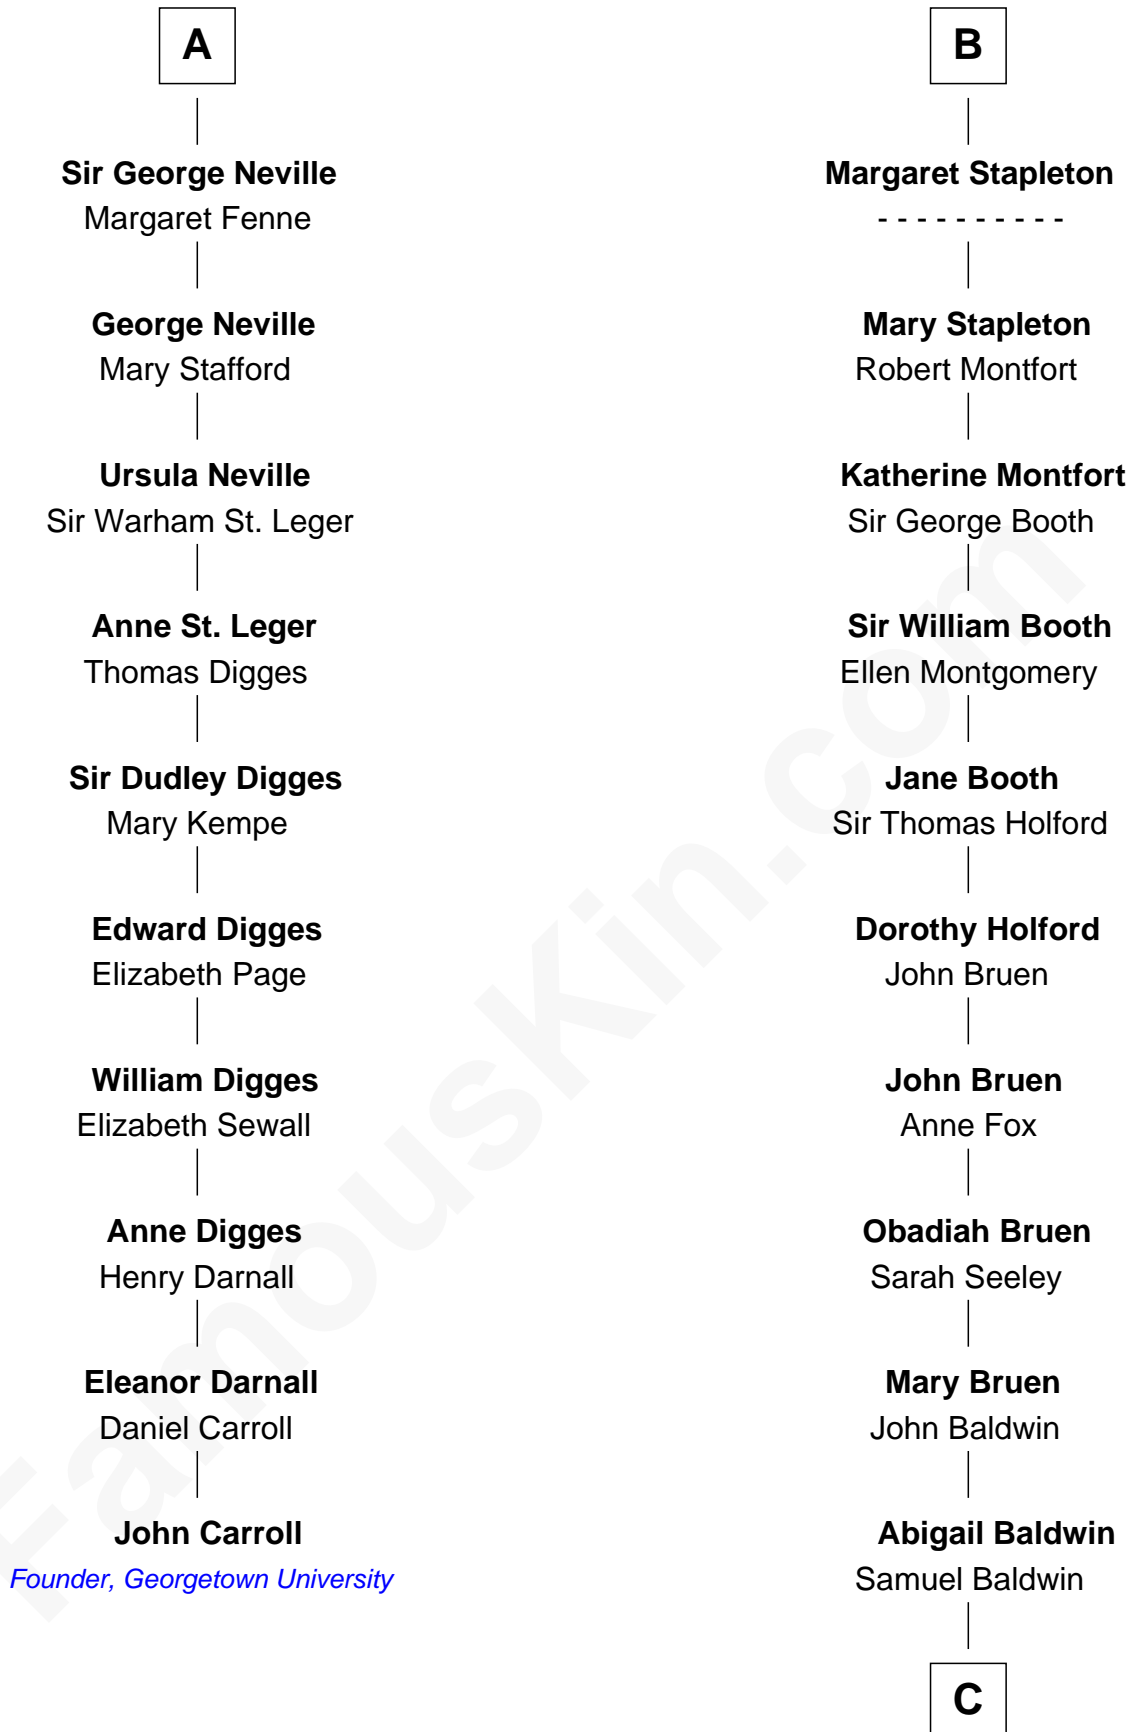 A
Sir George Neville
Margaret Fenne
George Neville
Mary Stafford
Ursula Neville
Sir Warham St. Leger
Anne St. Leger
Thomas Digges
Sir Dudley Digges
Mary Kempe
Edward Digges
Elizabeth Page
William Digges
Elizabeth Sewall
Anne Digges
Henry Darnall
Eleanor Darnall
Daniel Carroll
John Carroll
Founder, Georgetown University
B
Margaret Stapleton
- - - - - - - - - -
Mary Stapleton
Robert Montfort
Katherine Montfort
Sir George Booth
Sir William Booth
Ellen Montgomery
Jane Booth
Sir Thomas Holford
Dorothy Holford
John Bruen
John Bruen
Anne Fox
Obadiah Bruen
Sarah Seeley
Mary Bruen
John Baldwin
Abigail Baldwin
Samuel Baldwin
C
FamousKin.com